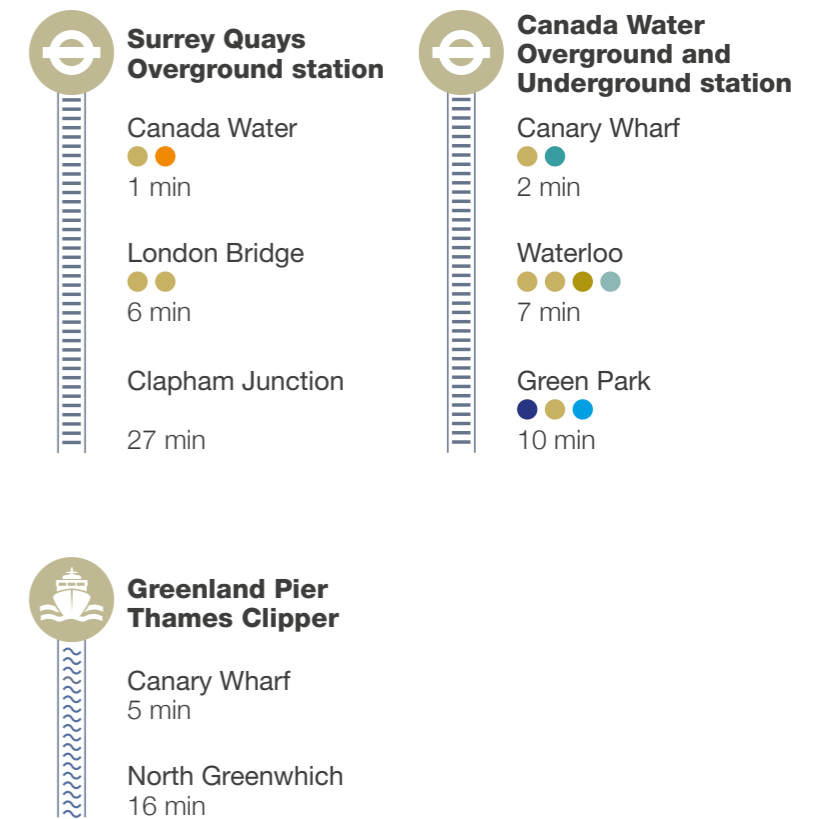 Surrey Quays
Overground station
Canada Water
1 min
London Bridge
6 min
Clapham Junction
27 min
Canada Water
Overground and
Underground station
Canary Wharf
2 min
Waterloo
7 min
Green Park
10 min
Greenland Pier
Thames Clipper
Canary Wharf
5 min
North Greenwhich
16 min